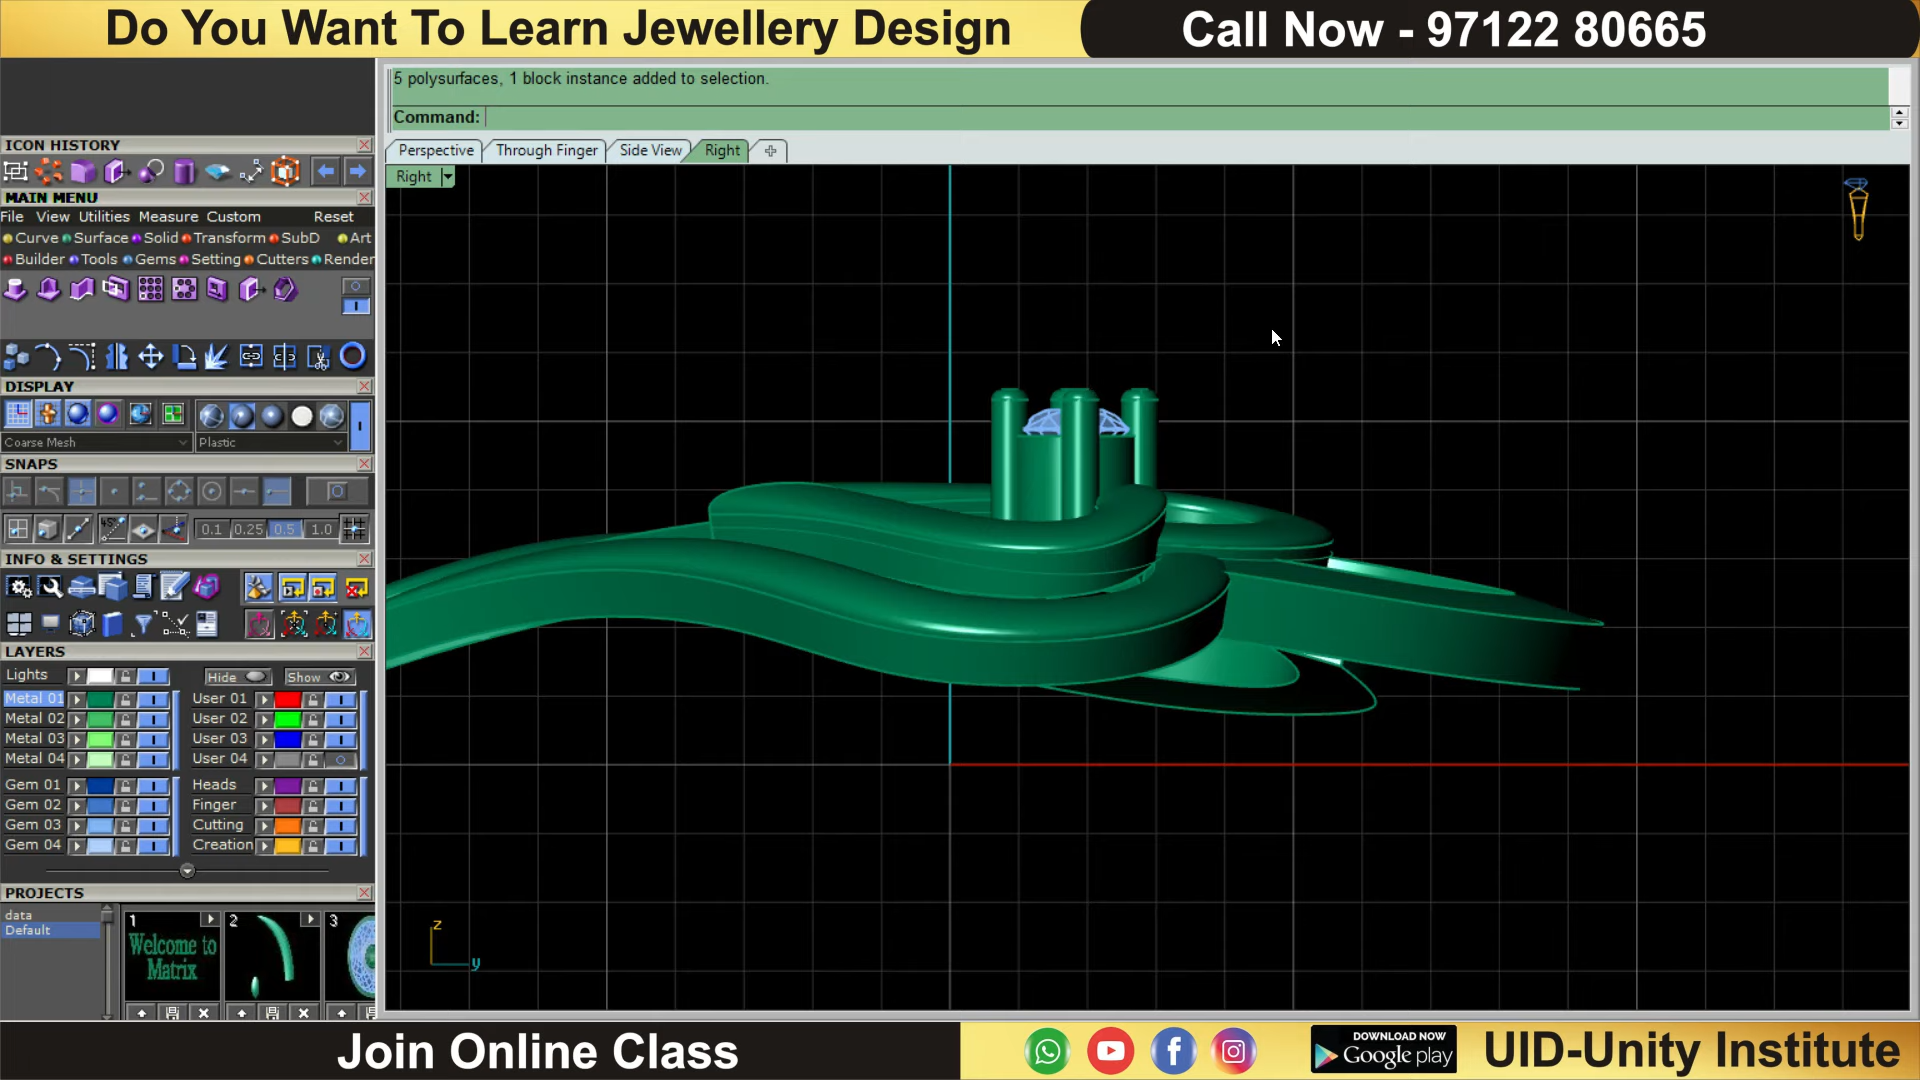 Do You Want To Learn Jewellery Design
Call Now - 97122 80665
5 polysurfaces, 1 block instance added to selection.
Command:
Perspective
Through Finger
Side View
Right
Right
ICON HISTORY
MAIN MENU
File View Utilities Measure Custom Reset
Curve Surface Solid Transform SubD Art
Builder Tools Gems Setting Cutters Render
DISPLAY
Coarse Mesh Plastic
SNAPS
45°
0.1 0.25 0.5 1.0
INFO & SETTINGS
LAYERS
Lights Hide Show
Metal 01 User 01
Metal 02 User 02
Metal 03 User 03
Metal 04 User 04
Gem 01 Heads
Gem 02 Finger
Gem 03 Cutting
Gem 04 Creation
PROJECTS
data
Default
1
Welcome to
Matrix
2
3
z
y
Join Online Class
DOWNLOAD NOW
Google play
UID-Unity Institute